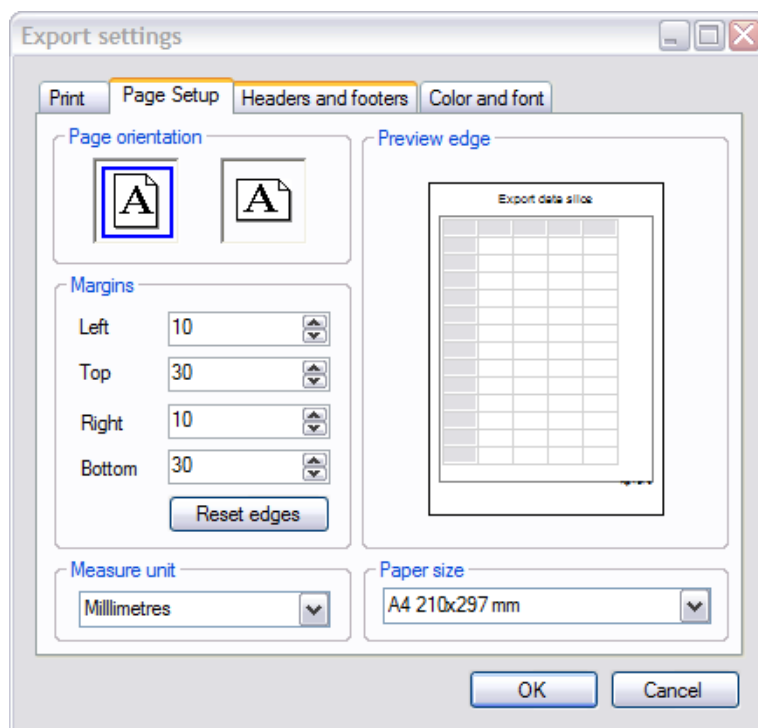 Export settings
Print Page Setup Headers and footers Color and font
Page orientation
A A
Margins
Left 10
Top 30
Right 10
Bottom 30
Reset edges
Preview edge
Export data slice
Measure unit
Millimetres
Paper size
A4 210x297 mm
OK Cancel